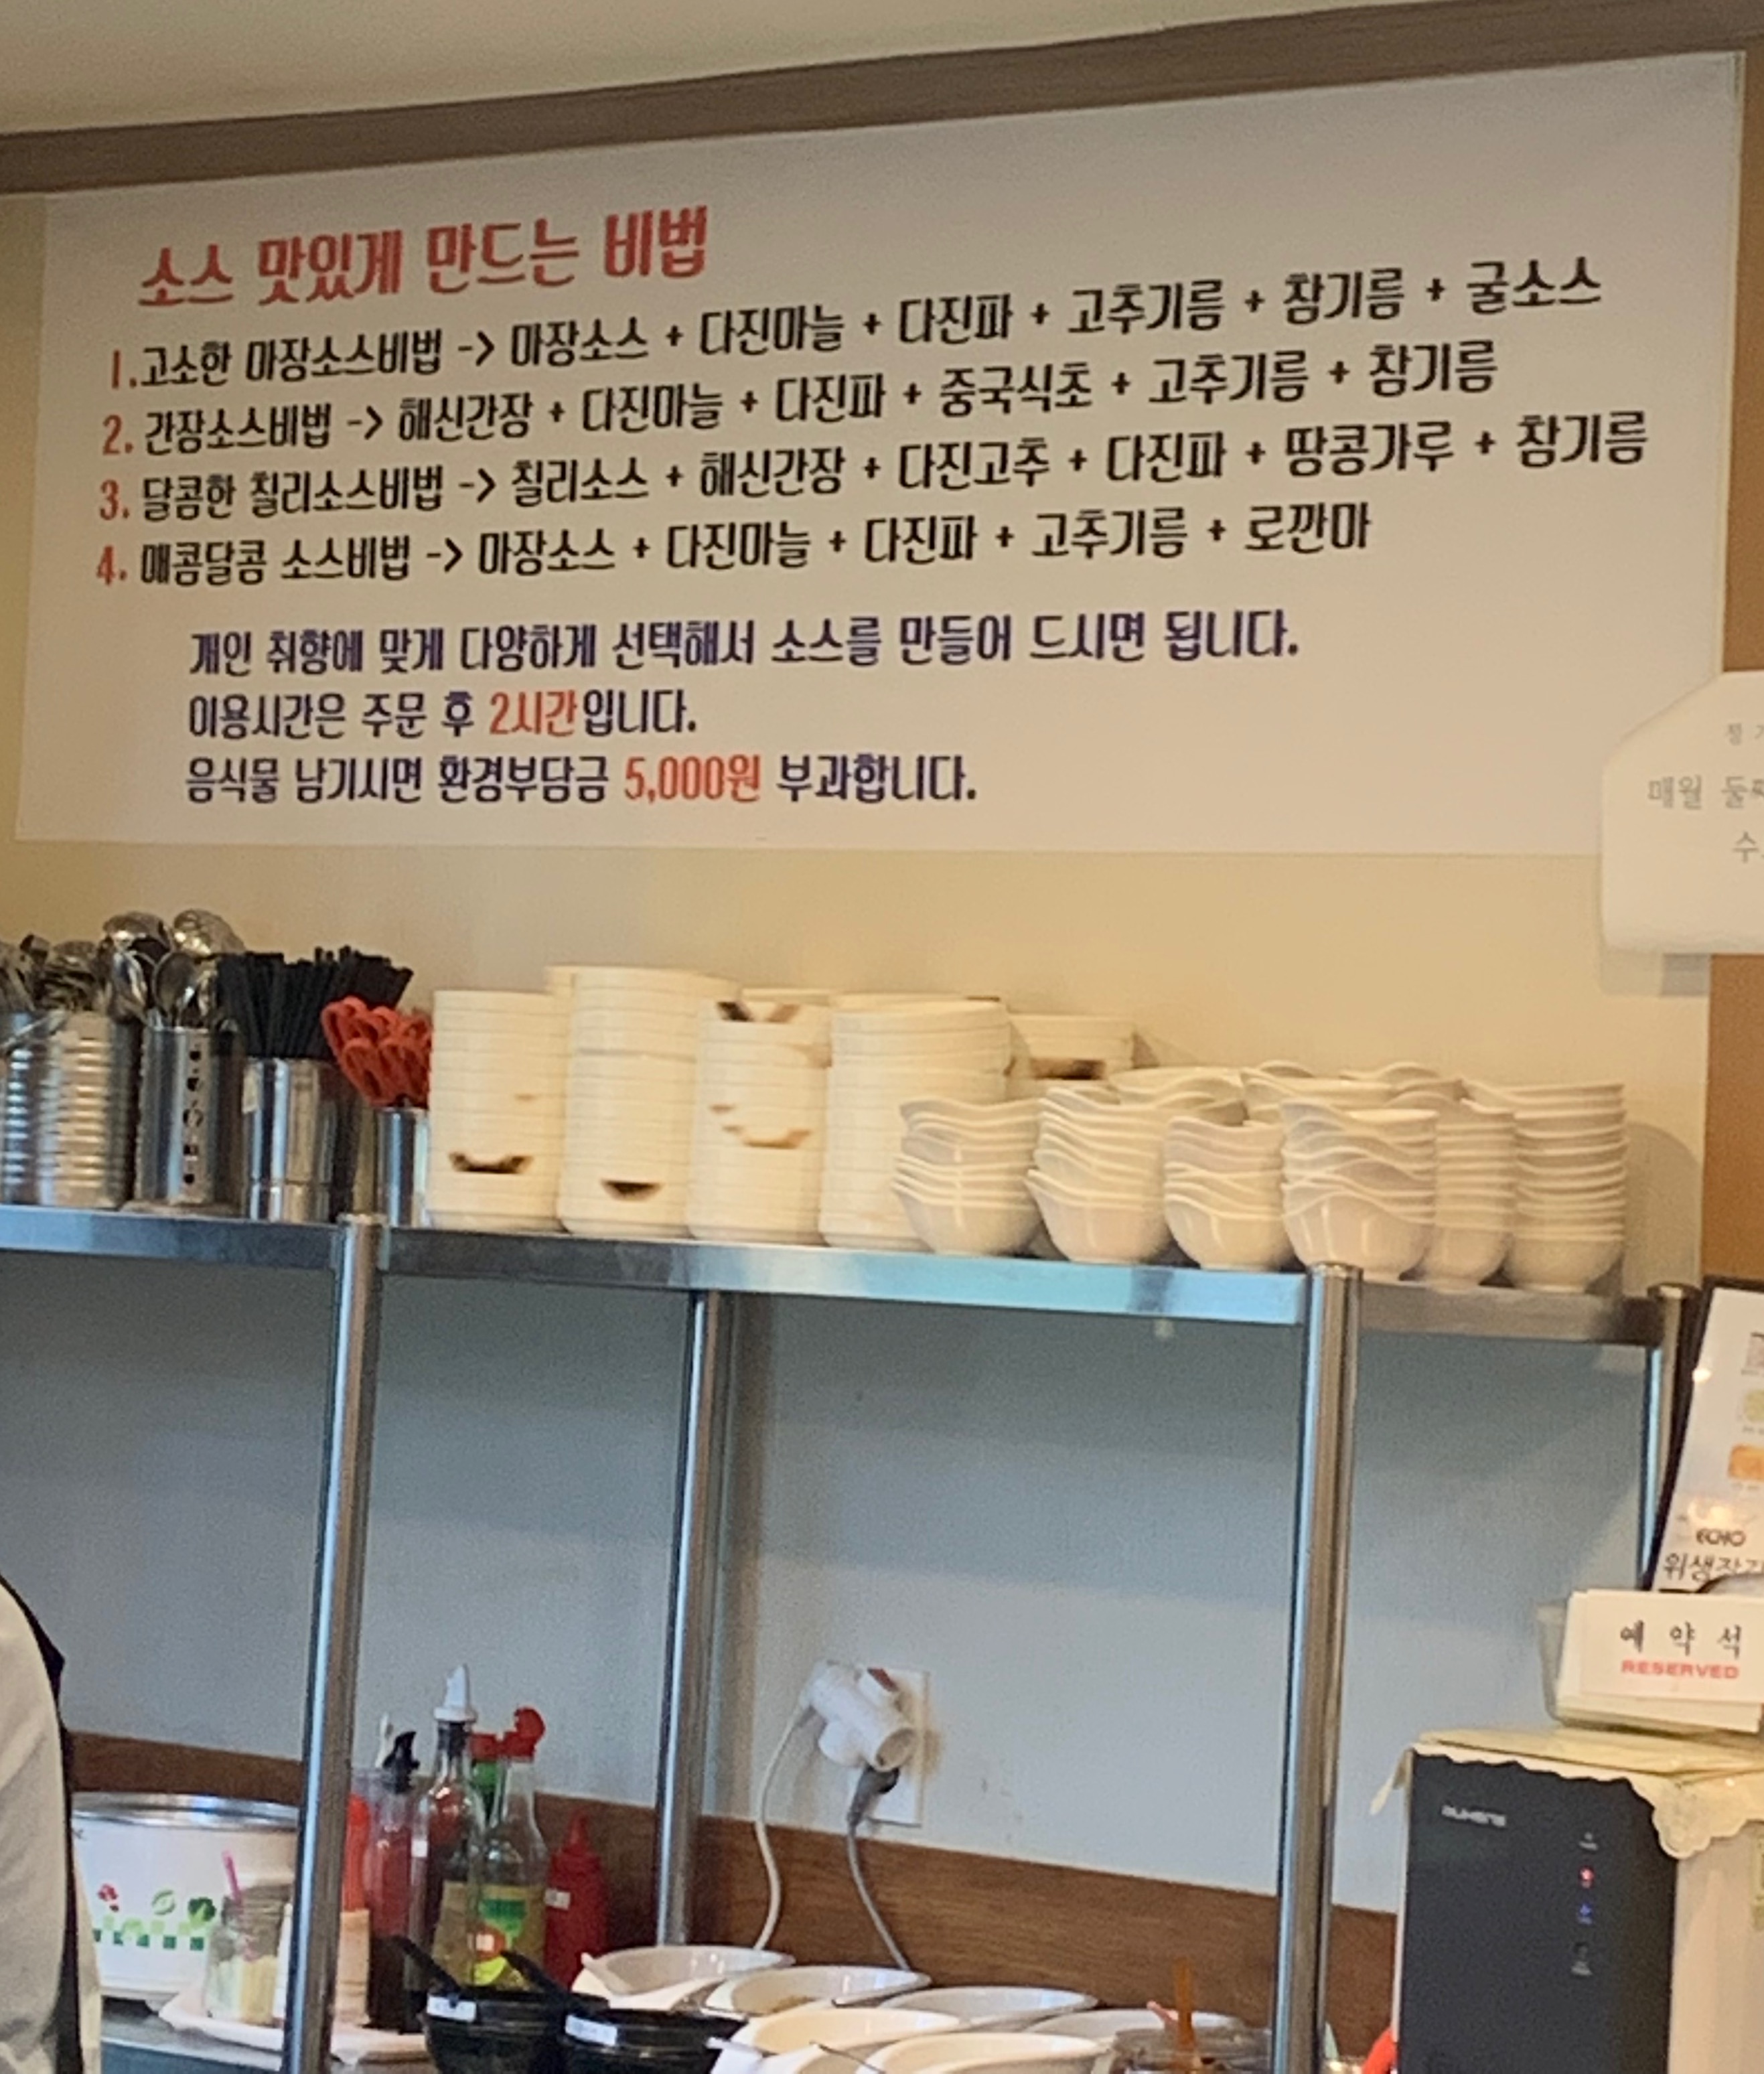 소스 맛있게 만드는 비법
1.고소한 마장소스비법 -> 마장소스 + 다진마늘 + 다진파 + 고추기름 + 참기름 + 굴소스
2. 간장소스비법 -> 해신간장 + 다진마늘 + 다진파 + 중국식초 + 고추기름 + 참기름
3. 달콤한 칠리소스비법 -> 칠리소스 + 해신간장 + 다진고추 + 다진파 + 땅콩가루 + 참기름
4. 매콤달콤 소스비법 -> 마장소스 + 다진마늘 + 다진파 + 고추기름 + 로깐마
개인 취향에 맞게 다양하게 선택해서 소스를 만들어 드시면 됩니다.
이용시간은 주문 후 2시간입니다.
음식물 남기시면 환경부담금 5,000원 부과합니다.
매월
예 약 석
RESERVED